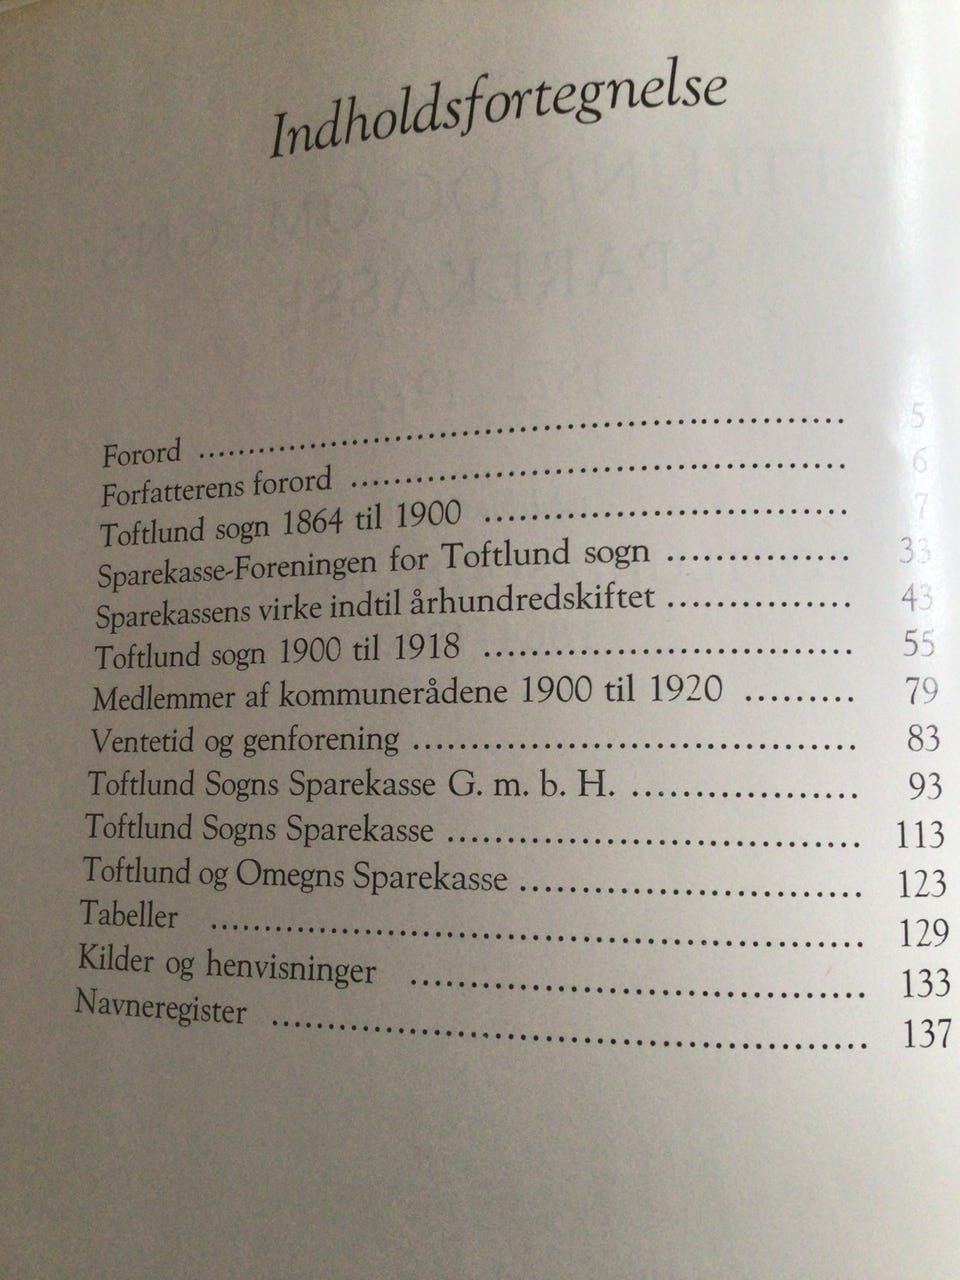 Indholdsfortegnelse
Forord .......... 5
Forfatterens forord .......... 6
Toftlund sogn 1864 til 1900 .......... 7
Sparekasse-Foreningen for Toftlund sogn .......... 33
Sparekassens virke indtil århundredskiftet .......... 43
Toftlund sogn 1900 til 1918 .......... 55
Medlemmer af kommunerådene 1900 til 1920 .......... 79
Ventetid og genforening .......... 83
Toftlund Sogns Sparekasse G. m. b. H. .......... 93
Toftlund Sogns Sparekasse .......... 113
Toftlund og Omegns Sparekasse .......... 123
Tabeller .......... 129
Kilder og henvisninger .......... 133
Navneregister .......... 137